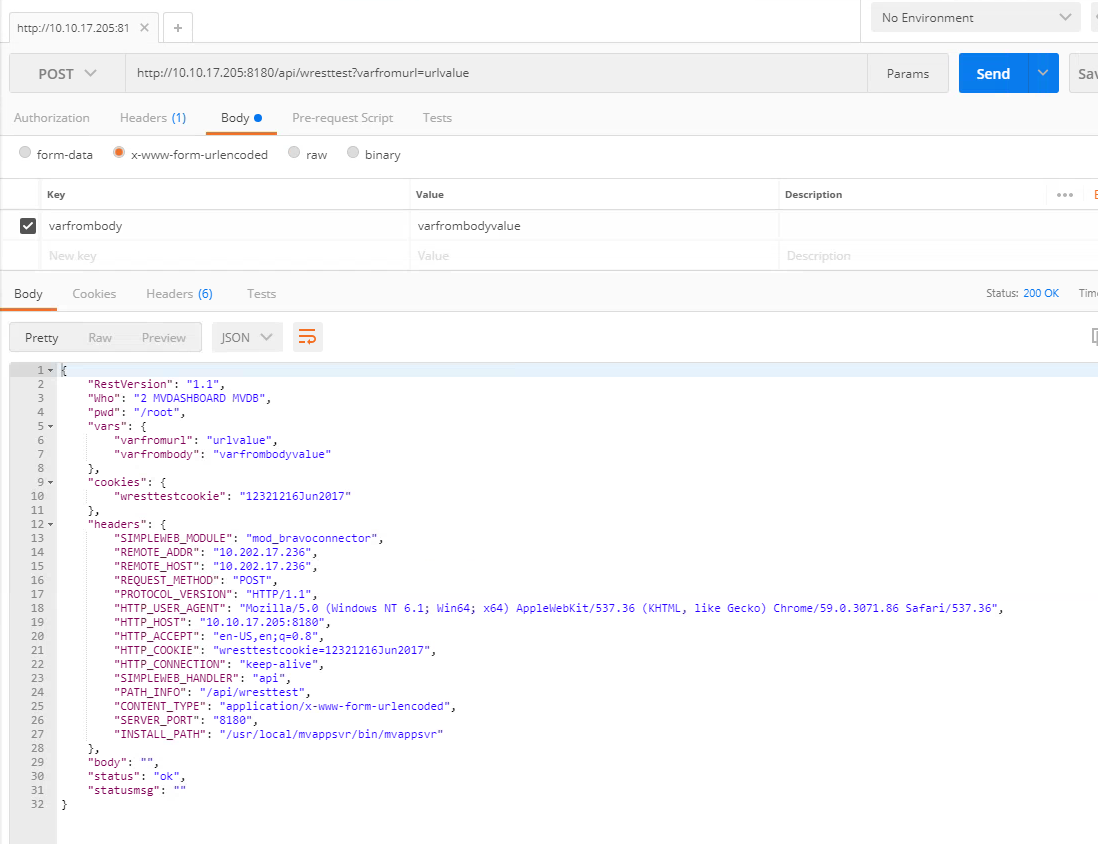 http://10.10.17.205:81 × +
No Environment
POST http://10.10.17.205:8180/api/wresttest?varfromurl=urlvalue Params Send Sav
Authorization Headers (1) Body Pre-request Script Tests
form-data x-www-form-urlencoded raw binary
Key Value Description
varfrombody varfrombodyvalue
New key Value Description
Body Cookies Headers (6) Tests Status: 200 OK Time
Pretty Raw Preview JSON
1 {
2 "RestVersion": "1.1",
3 "Who": "2 MVDASHBOARD MVDB",
4 "pwd": "/root",
5 "vars": {
6 "varfromurl": "urlvalue",
7 "varfrombody": "varfrombodyvalue"
8 },
9 "cookies": {
10 "wresttestcookie": "12321216Jun2017"
11 },
12 "headers": {
13 "SIMPLEWEB_MODULE": "mod_bravoconnector",
14 "REMOTE_ADDR": "10.202.17.236",
15 "REMOTE_HOST": "10.202.17.236",
16 "REQUEST_METHOD": "POST",
17 "PROTOCOL_VERSION": "HTTP/1.1",
18 "HTTP_USER_AGENT": "Mozilla/5.0 (Windows NT 6.1; Win64; x64) AppleWebKit/537.36 (KHTML, like Gecko) Chrome/59.0.3071.86 Safari/537.36",
19 "HTTP_HOST": "10.10.17.205:8180",
20 "HTTP_ACCEPT": "en-US,en;q=0.8",
21 "HTTP_COOKIE": "wresttestcookie=12321216Jun2017",
22 "HTTP_CONNECTION": "keep-alive",
23 "SIMPLEWEB_HANDLER": "api",
24 "PATH_INFO": "/api/wresttest",
25 "CONTENT_TYPE": "application/x-www-form-urlencoded",
26 "SERVER_PORT": "8180",
27 "INSTALL_PATH": "/usr/local/mvappsvr/bin/mvappsvr"
28 },
29 "body": "",
30 "status": "ok",
31 "statusmsg": ""
32 }